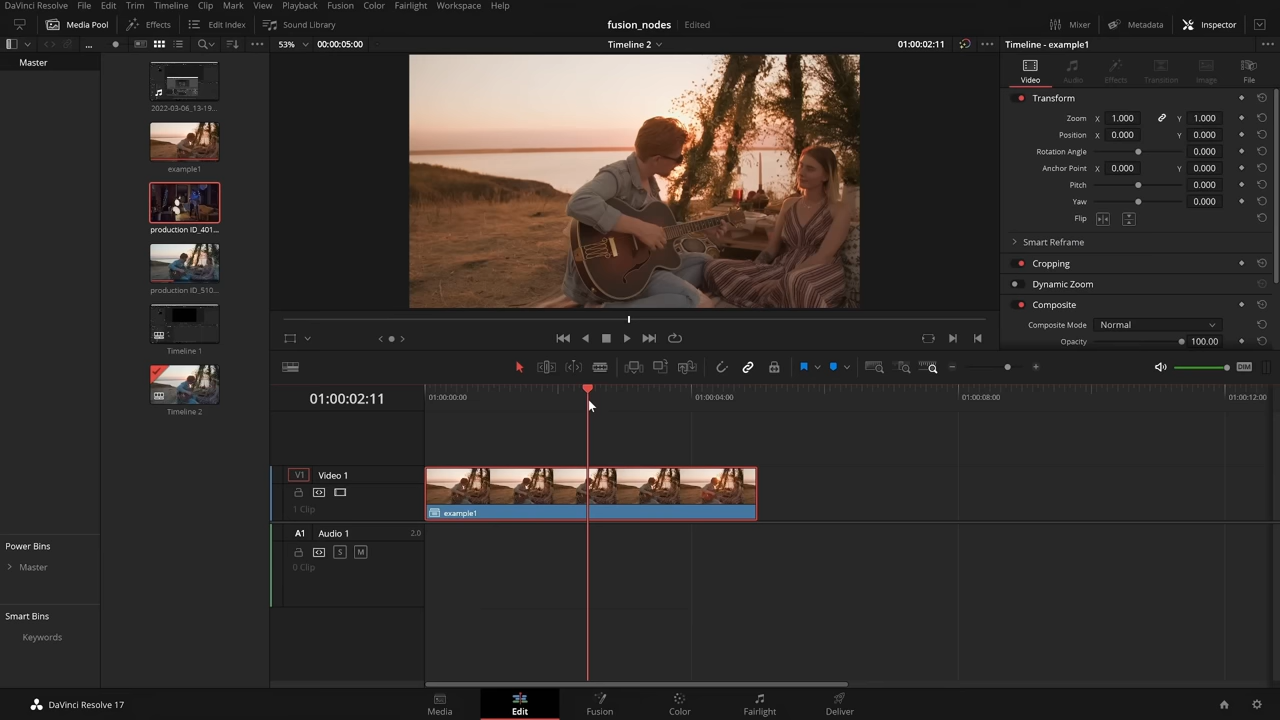 DaVinci Resolve File Edit Trim Timeline Clip Mark View Playback Fusion Color Fairlight Workspace Help
Media Pool Effects Edit Index Sound Library fusion_nodes Edited Mixer Metadata Inspector
... 53% 00:00:05:00 Timeline 2 01:00:02:11 Timeline - example1
Master
Video Audio Effects Transition Image File
2022-03-06_13-19...
example1
production ID_401...
production ID_510...
Timeline 1
Timeline 2
Transform
Zoom X 1.000 Y 1.000
Position X 0.000 Y 0.000
Rotation Angle 0.000
Anchor Point X 0.000 Y 0.000
Pitch 0.000
Yaw 0.000
Flip
Smart Reframe
Cropping
Dynamic Zoom
Composite
Composite Mode Normal
Opacity 100.00
DIM
01:00:02:11 01:00:00:00 01:00:04:00 01:00:08:00 01:00:12:00
V1 Video 1
1 Clip
example1
A1 Audio 1 2.0
S M
0 Clip
Power Bins
Master
Smart Bins
Keywords
DaVinci Resolve 17 Media Edit Fusion Color Fairlight Deliver